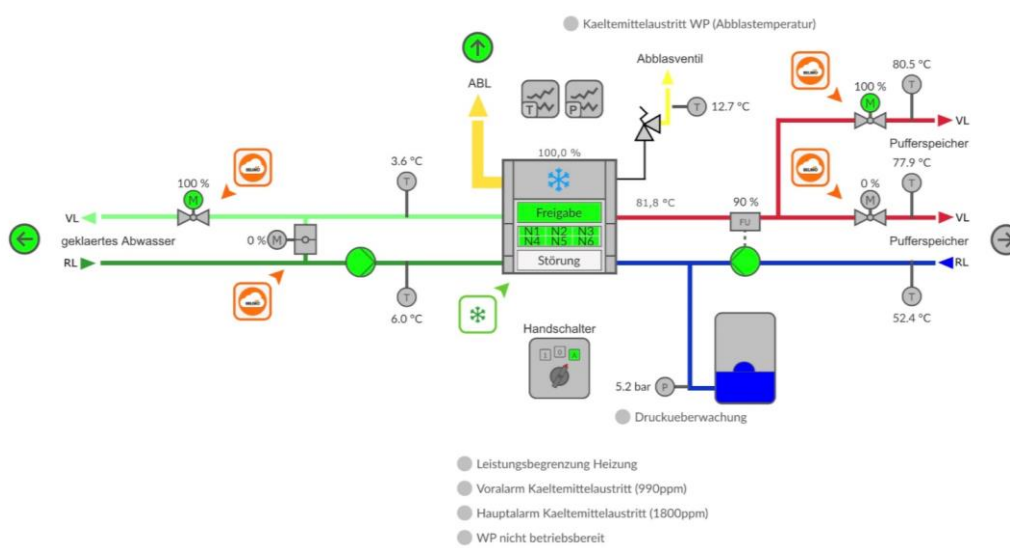 Kaeltemittelaustritt WP (Abblastemperatur)
Abblasventil
80.5 °C
ABL
T
P
T
12.7 °C
100 %
M
T
VL
Pufferspeicher
100,0 %
3.6 °C
T
77.9 °C
100 %
M
0 %
M
T
81,8 °C
90 %
FU
Freigabe
VL
VL
geklaertes Abwasser
0 %
M
N1 N2 N3
N4 N5 N6
Pufferspeicher
RL
Störung
RL
T
6.0 °C
T
52.4 °C
Handschalter
A
5.2 bar
P
Druckueberwachung
Leistungsbegrenzung Heizung
Voralarm Kaeltemittelaustritt (990ppm)
Hauptalarm Kaeltemittelaustritt (1800ppm)
WP nicht betriebsbereit